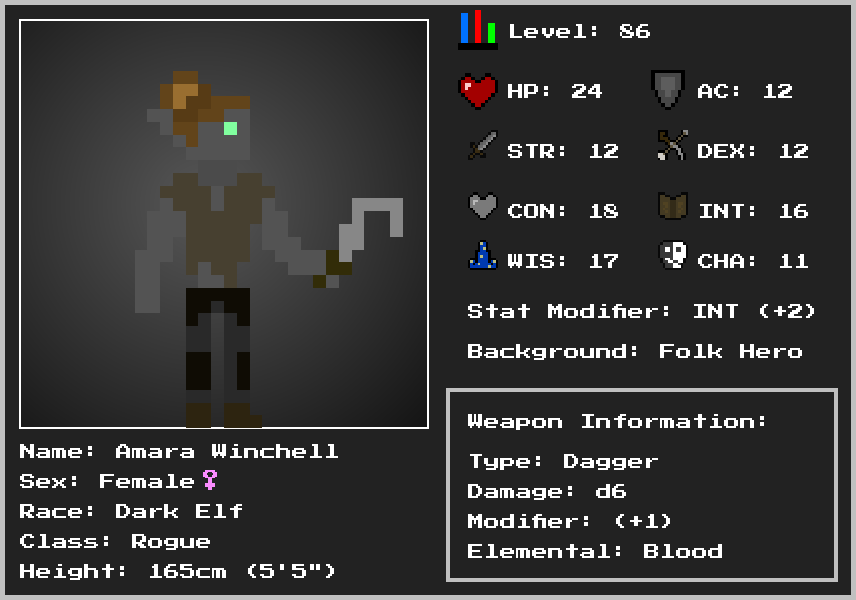 Level: 86
HP: 24
AC: 12
STR: 12
DEX: 12
CON: 18
INT: 16
WIS: 17
CHA: 11
Stat Modifier: INT (+2)
Background: Folk Hero
Name: Amara Winchell
Sex: Female♀
Race: Dark Elf
Class: Rogue
Height: 165cm (5'5")
Weapon Information:
Type: Dagger
Damage: d6
Modifier: (+1)
Elemental: Blood